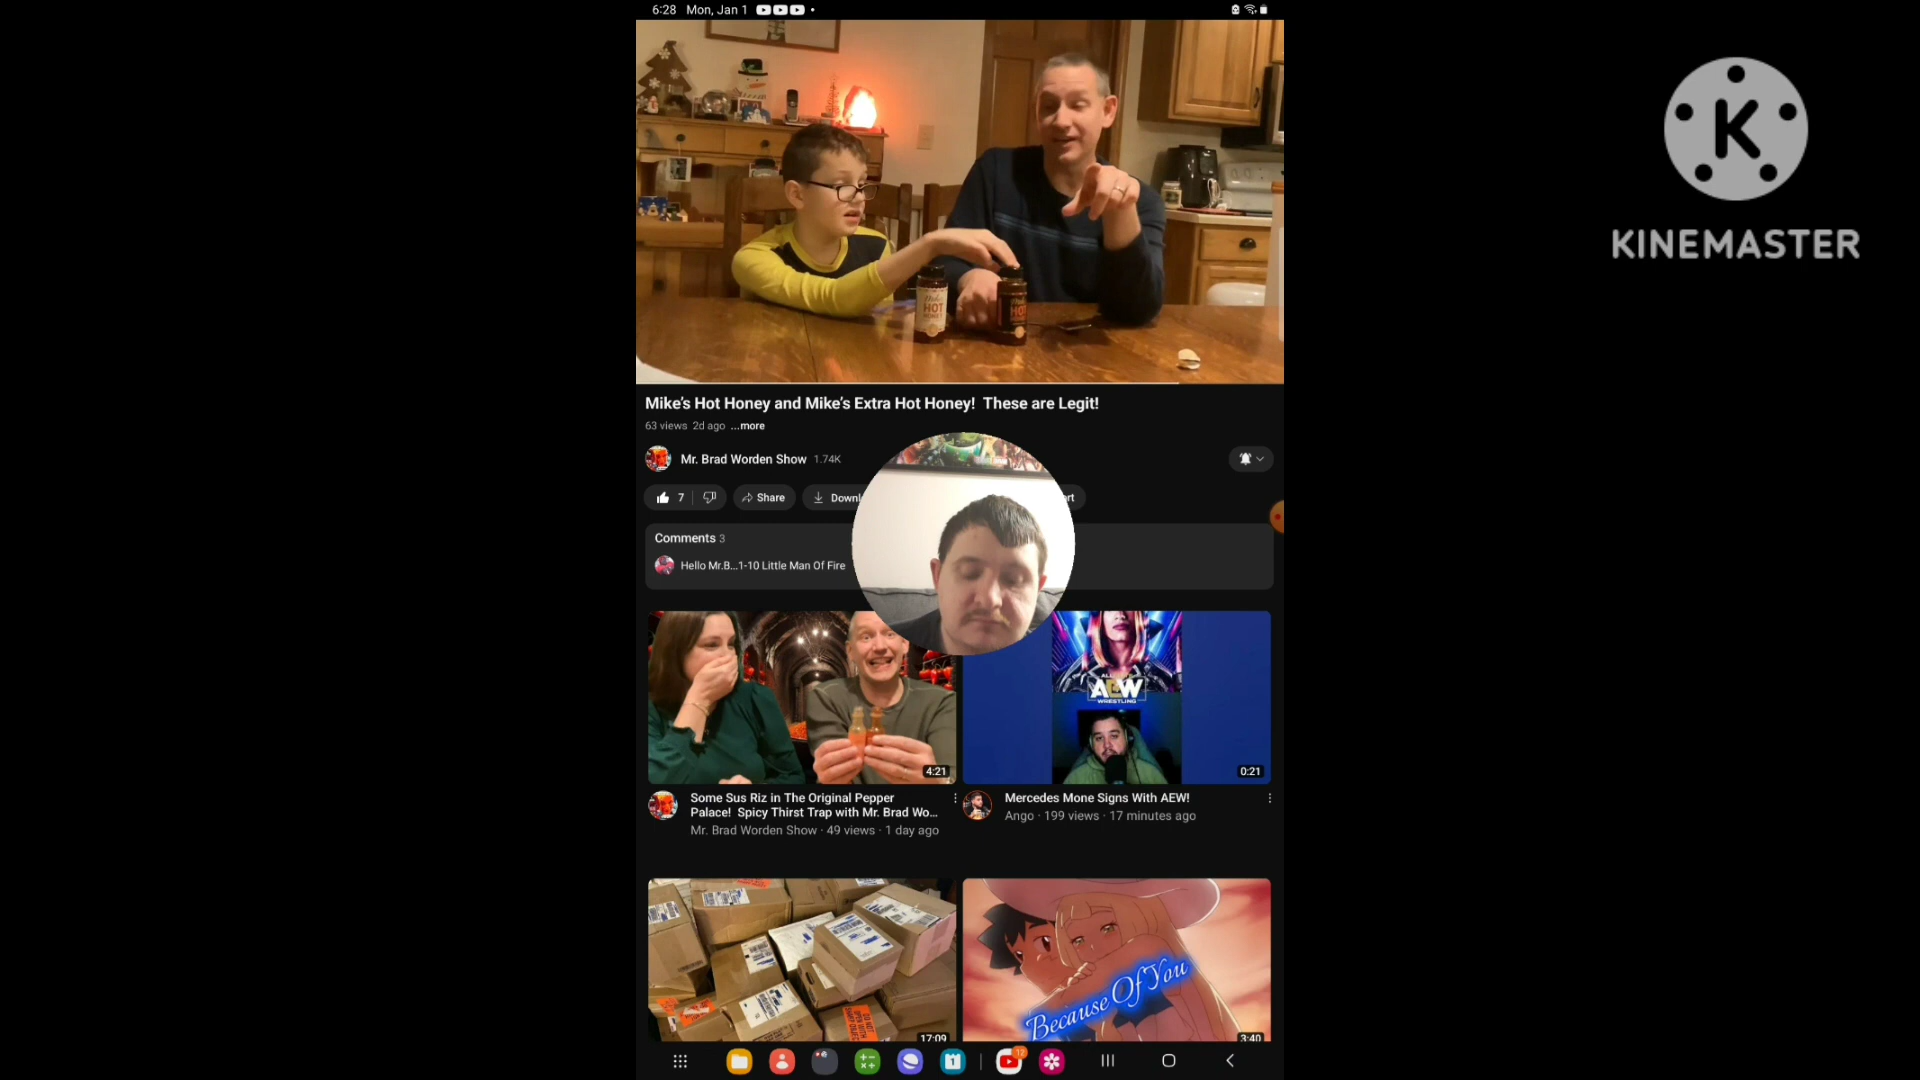 6:28 Mon, Jan 1
KINEMASTER
HOT
HOT
Mike's Hot Honey and Mike's Extra Hot Honey! These are Legit!
63 views 2d ago ...more
Mr. Brad Worden Show 1.74K
7
Share
Downl
rt
Comments 3
Hello Mr.B...1-10 Little Man Of Fire
4:21
AEW
WRESTLING
0:21
Some Sus Riz in The Original Pepper
Palace! Spicy Thirst Trap with Mr. Brad Wo...
Mr. Brad Worden Show · 49 views · 1 day ago
Mercedes Mone Signs With AEW!
Ango · 199 views · 17 minutes ago
17:09
Because Of You
3:40
1
12